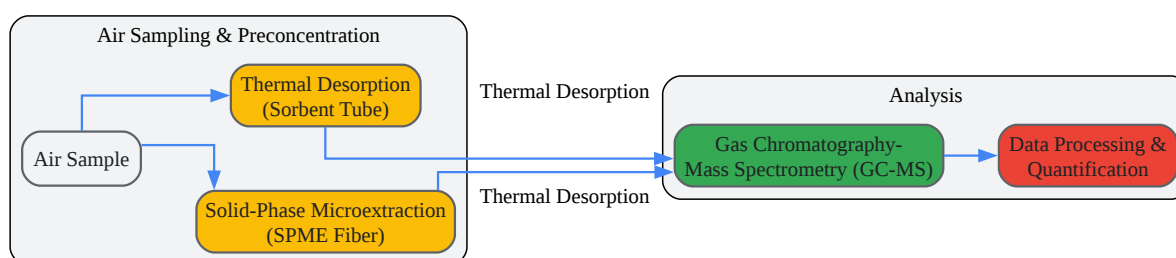 Air Sampling & Preconcentration
Thermal Desorption
(Sorbent Tube)
Air Sample
Solid-Phase Microextraction
(SPME Fiber)
Thermal Desorption
Thermal Desorption
Analysis
Gas Chromatography-
Mass Spectrometry (GC-MS)
Data Processing &
Quantification